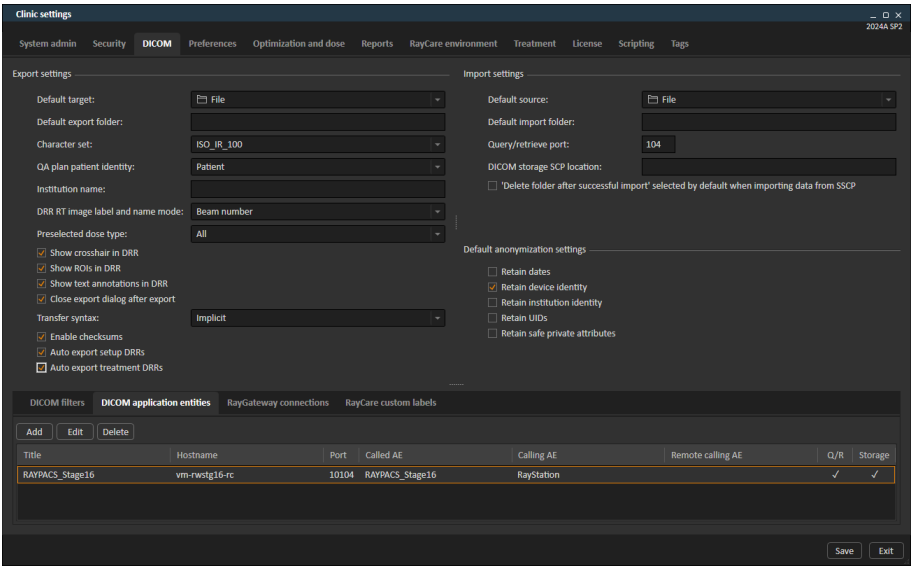 Clinic settings
2024A SP2
System admin Security DICOM Preferences Optimization and dose Reports RayCare environment Treatment License Scripting Tags
Export settings
Default target: File
Default export folder:
Character set: ISO_IR_100
QA plan patient identity: Patient
Institution name:
DRR RT image label and name mode: Beam number
Preselected dose type: All
Show crosshair in DRR
Show ROIs in DRR
Show text annotations in DRR
Close export dialog after export
Transfer syntax: Implicit
Enable checksums
Auto export setup DRRs
Auto export treatment DRRs
Import settings
Default source: File
Default import folder:
Query/retrieve port: 104
DICOM storage SCP location:
'Delete folder after successful import' selected by default when importing data from SSCP
Default anonymization settings
Retain dates
Retain device identity
Retain institution identity
Retain UIDs
Retain safe private attributes
DICOM filters DICOM application entities RayGateway connections RayCare custom labels
Add Edit Delete
Title Hostname Port Called AE Calling AE Remote calling AE Q/R Storage
RAYPACS_Stage16 vm-rwstg16-rc 10104 RAYPACS_Stage16 RayStation ✓ ✓
Save Exit